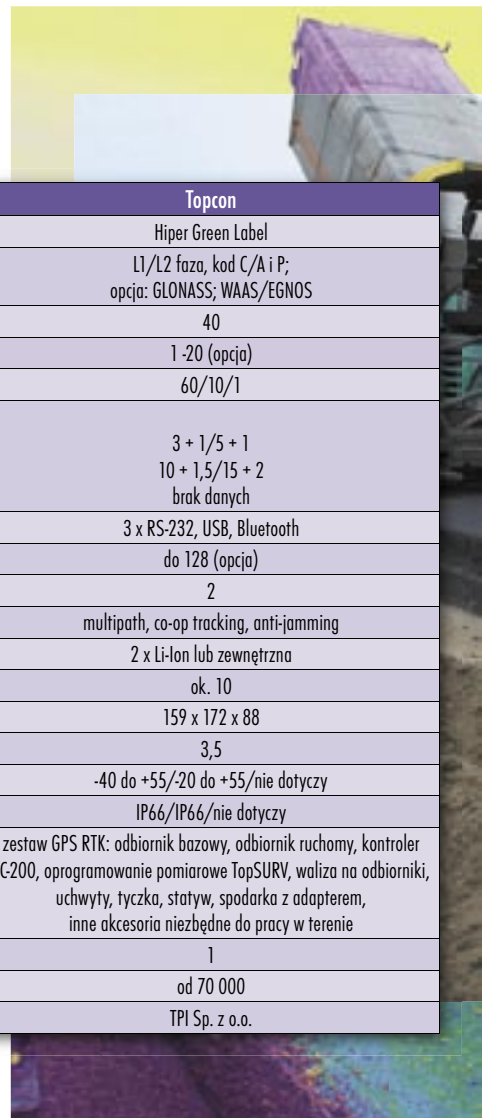 Topcon
Hiper Green Label
L1/L2 faza, kod C/A i P;
opcja: GLONASS; WAAS/EGNOS
40
1 -20 (opcja)
60/10/1
3 + 1/5 + 1
10 + 1,5/15 + 2
brak danych
3 x RS-232, USB, Bluetooth
do 128 (opcja)
2
multipath, co-op tracking, anti-jamming
2 x Li-Ion lub zewnętrzna
ok. 10
159 x 172 x 88
3,5
-40 do +55/-20 do +55/nie dotyczy
IP66/IP66/nie dotyczy
zestaw GPS RTK: odbiornik bazowy, odbiornik ruchomy, kontroler
C-200, oprogramowanie pomiarowe TopSURV, waliza na odbiorniki,
uchwyty, tyczka, statyw, spodarka z adapterem,
inne akcesoria niezbędne do pracy w terenie
1
od 70 000
TPI Sp. z o.o.